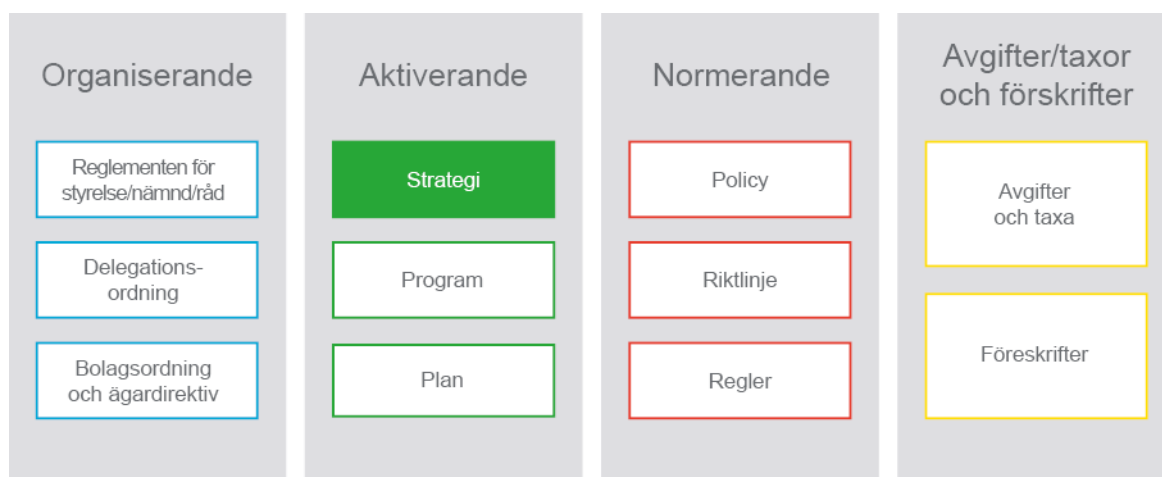 Organiserande
Reglementen för
styrelse/nämnd/råd
Delegations-
ordning
Bolagsordning
och ägardirektiv
Aktiverande
Strategi
Program
Plan
Normerande
Policy
Riktlinje
Regler
Avgifter/taxor
och förskrifter
Avgifter
och taxa
Föreskrifter